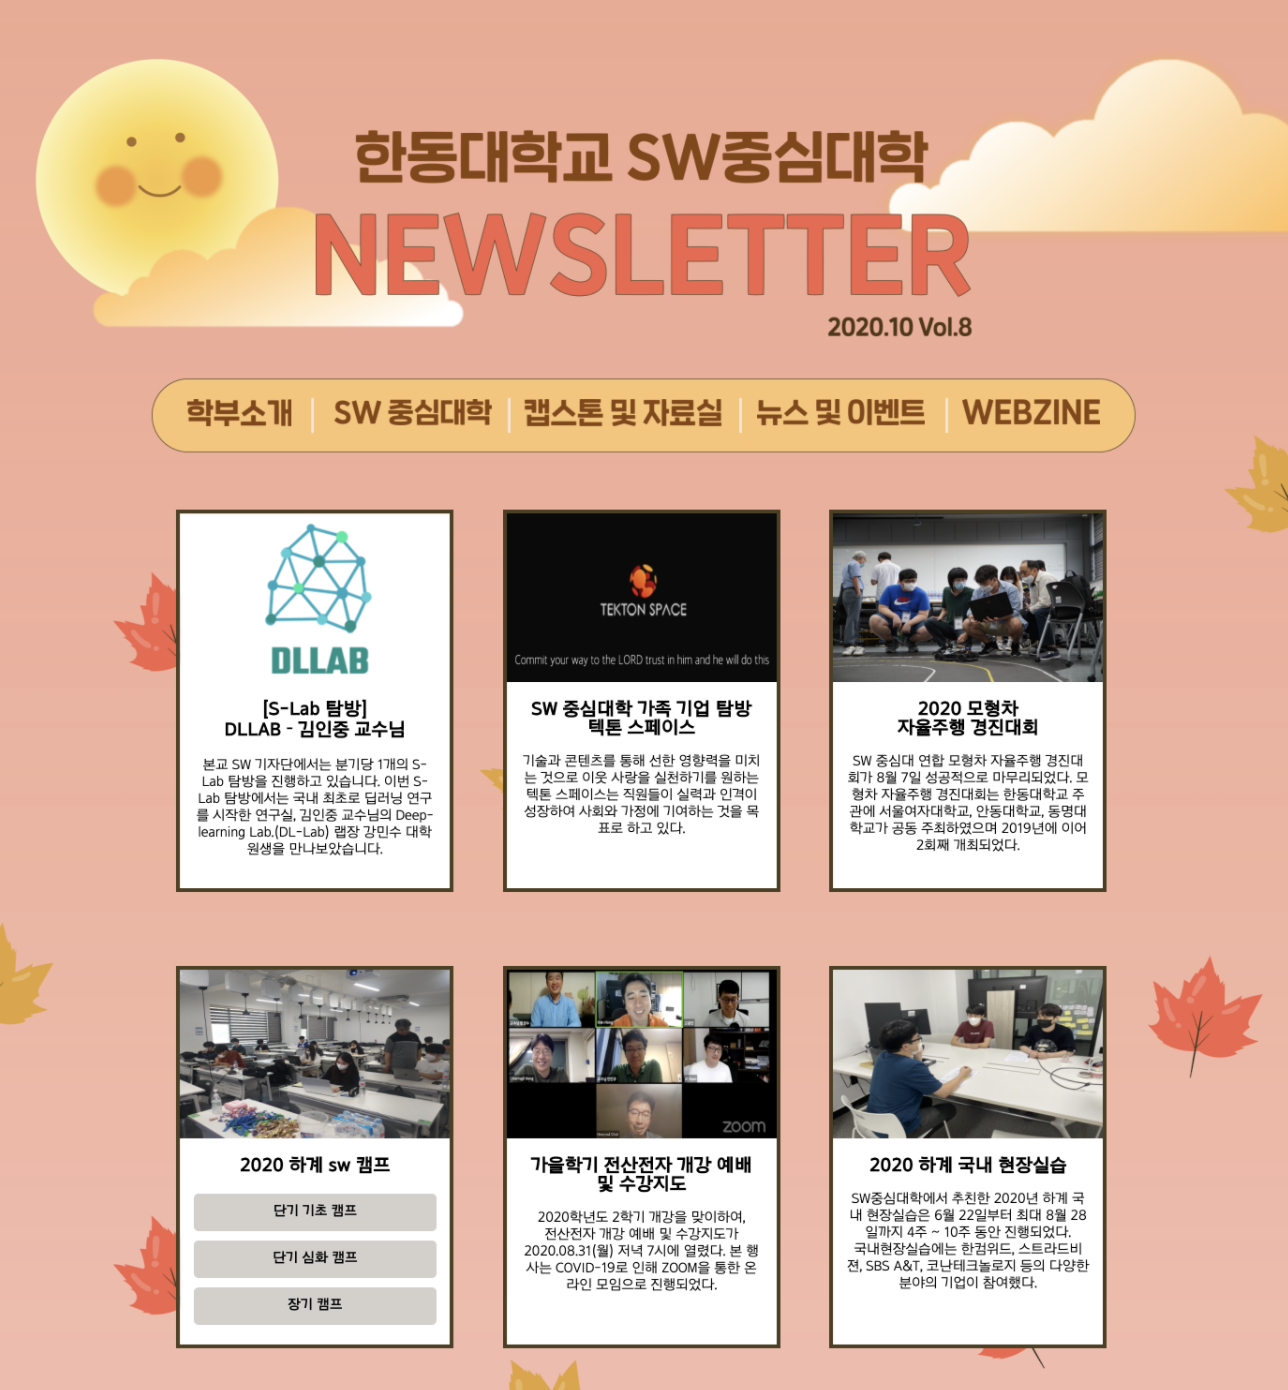 한동대학교 SW중심대학
NEWSLETTER
2020.10 Vol.8
학부소개 | SW 중심대학 | 캡스톤 및 자료실 | 뉴스 및 이벤트 | WEBZINE
DLLAB
[S-Lab 탐방]
DLLAB - 김인중 교수님
본교 SW 기자단에서는 분기당 1개의 S-
Lab 탐방을 진행하고 있습니다. 이번 S-
Lab 탐방에서는 국내 최초로 딥러닝 연구
를 시작한 연구실, 김인중 교수님의 Deep-
learning Lab.(DL-Lab) 랩장 강민수 대학
원생을 만나보았습니다.
TEKTON SPACE
Commit your way to the LORD trust in him and he will do this
SW 중심대학 가족 기업 탐방
텍톤 스페이스
기술과 콘텐츠를 통해 선한 영향력을 미치
는 것으로 이웃 사랑을 실천하기를 원하는
텍톤 스페이스는 직원들이 실력과 인격이
성장하여 사회와 가정에 기여하는 것을 목
표로 하고 있다.
2020 모형차
자율주행 경진대회
SW 중심대 연합 모형차 자율주행 경진대
회가 8월 7일 성공적으로 마무리되었다. 모
형차 자율주행 경진대회는 한동대학교 주
관에 서울여자대학교, 안동대학교, 동명대
학교가 공동 주최하였으며 2019년에 이어
2회째 개최되었다.
2020 하계 sw 캠프
단기 기초 캠프
단기 심화 캠프
장기 캠프
zoom
가을학기 전산전자 개강 예배
및 수강지도
2020학년도 2학기 개강을 맞이하여,
전산전자 개강 예배 및 수강지도가
2020.08.31(월) 저녁 7시에 열렸다. 본 행
사는 COVID-19로 인해 ZOOM을 통한 온
라인 모임으로 진행되었다.
2020 하계 국내 현장실습
SW중심대학에서 추친한 2020년 하계 국
내 현장실습은 6월 22일부터 최대 8월 28
일까지 4주 ~ 10주 동안 진행되었다.
국내현장실습에는 한컴위드, 스트라드비
젼, SBS A&T, 코난테크놀로지 등의 다양한
분야의 기업이 참여했다.